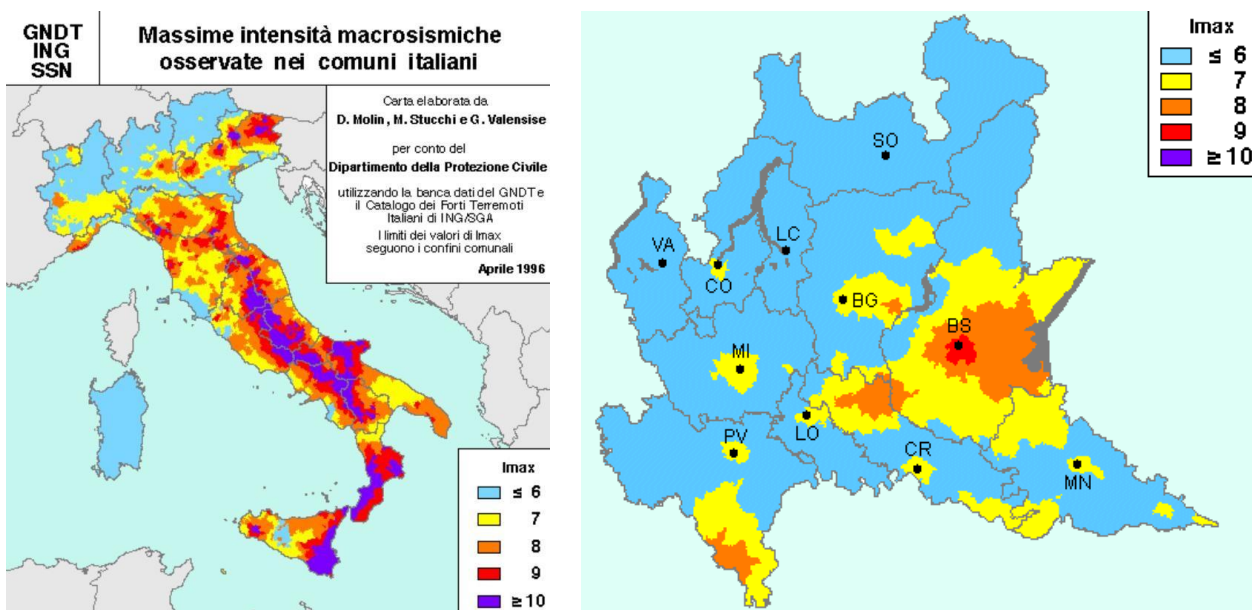 GNDT
ING
SSN
Massime intensità macrosismiche
osservate nei comuni italiani
Carta elaborata da
D. Molin, M. Stucchi e G. Valensise
per conto del
Dipartimento della Protezione Civile
utilizzando la banca dati del GNDT e
il Catalogo dei Forti Terremoti
Italiani di ING/SGA
I limiti dei valori di Imax
seguono i confini comunali
Aprile 1996
Imax
≤ 6
7
8
9
≥ 10
Imax
≤ 6
7
8
9
≥ 10
SO
VA
LC
CO
BG
BS
MI
LO
PV
CR
MN